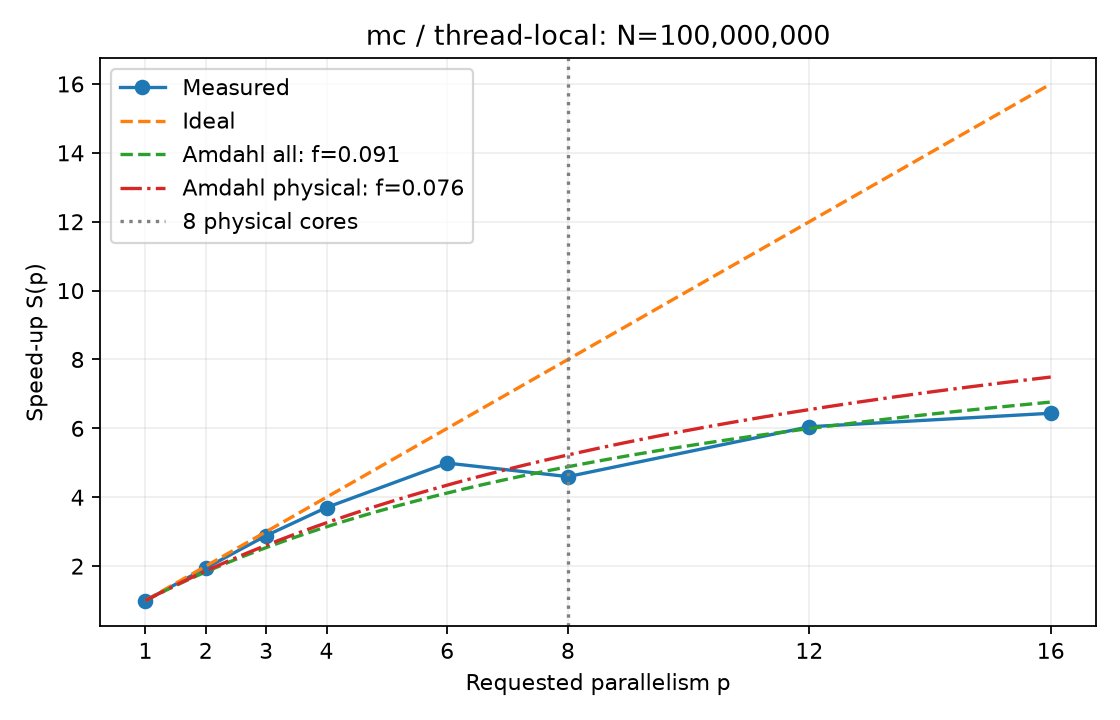 mc / thread-local: N=100,000,000
Measured
Ideal
Amdahl all: f=0.091
Amdahl physical: f=0.076
8 physical cores
Speed-up S(p)
16
14
12
10
8
6
4
2
1 2 3 4 6 8 12 16
Requested parallelism p